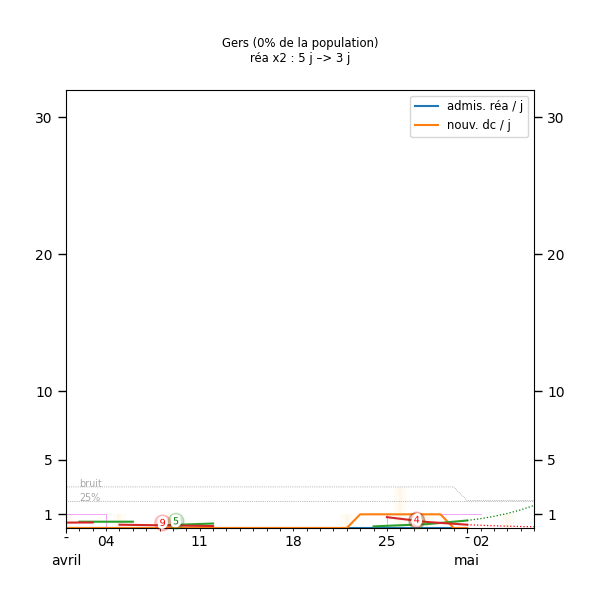 Gers (0% de la population)
réa x2 : 5 j –> 3 j
admis. réa / j
nouv. dc / j
30 30
20 20
10 10
5 5
bruit
25%
1 9 5 4 1
- 04 11 18 25 - 02
avril mai